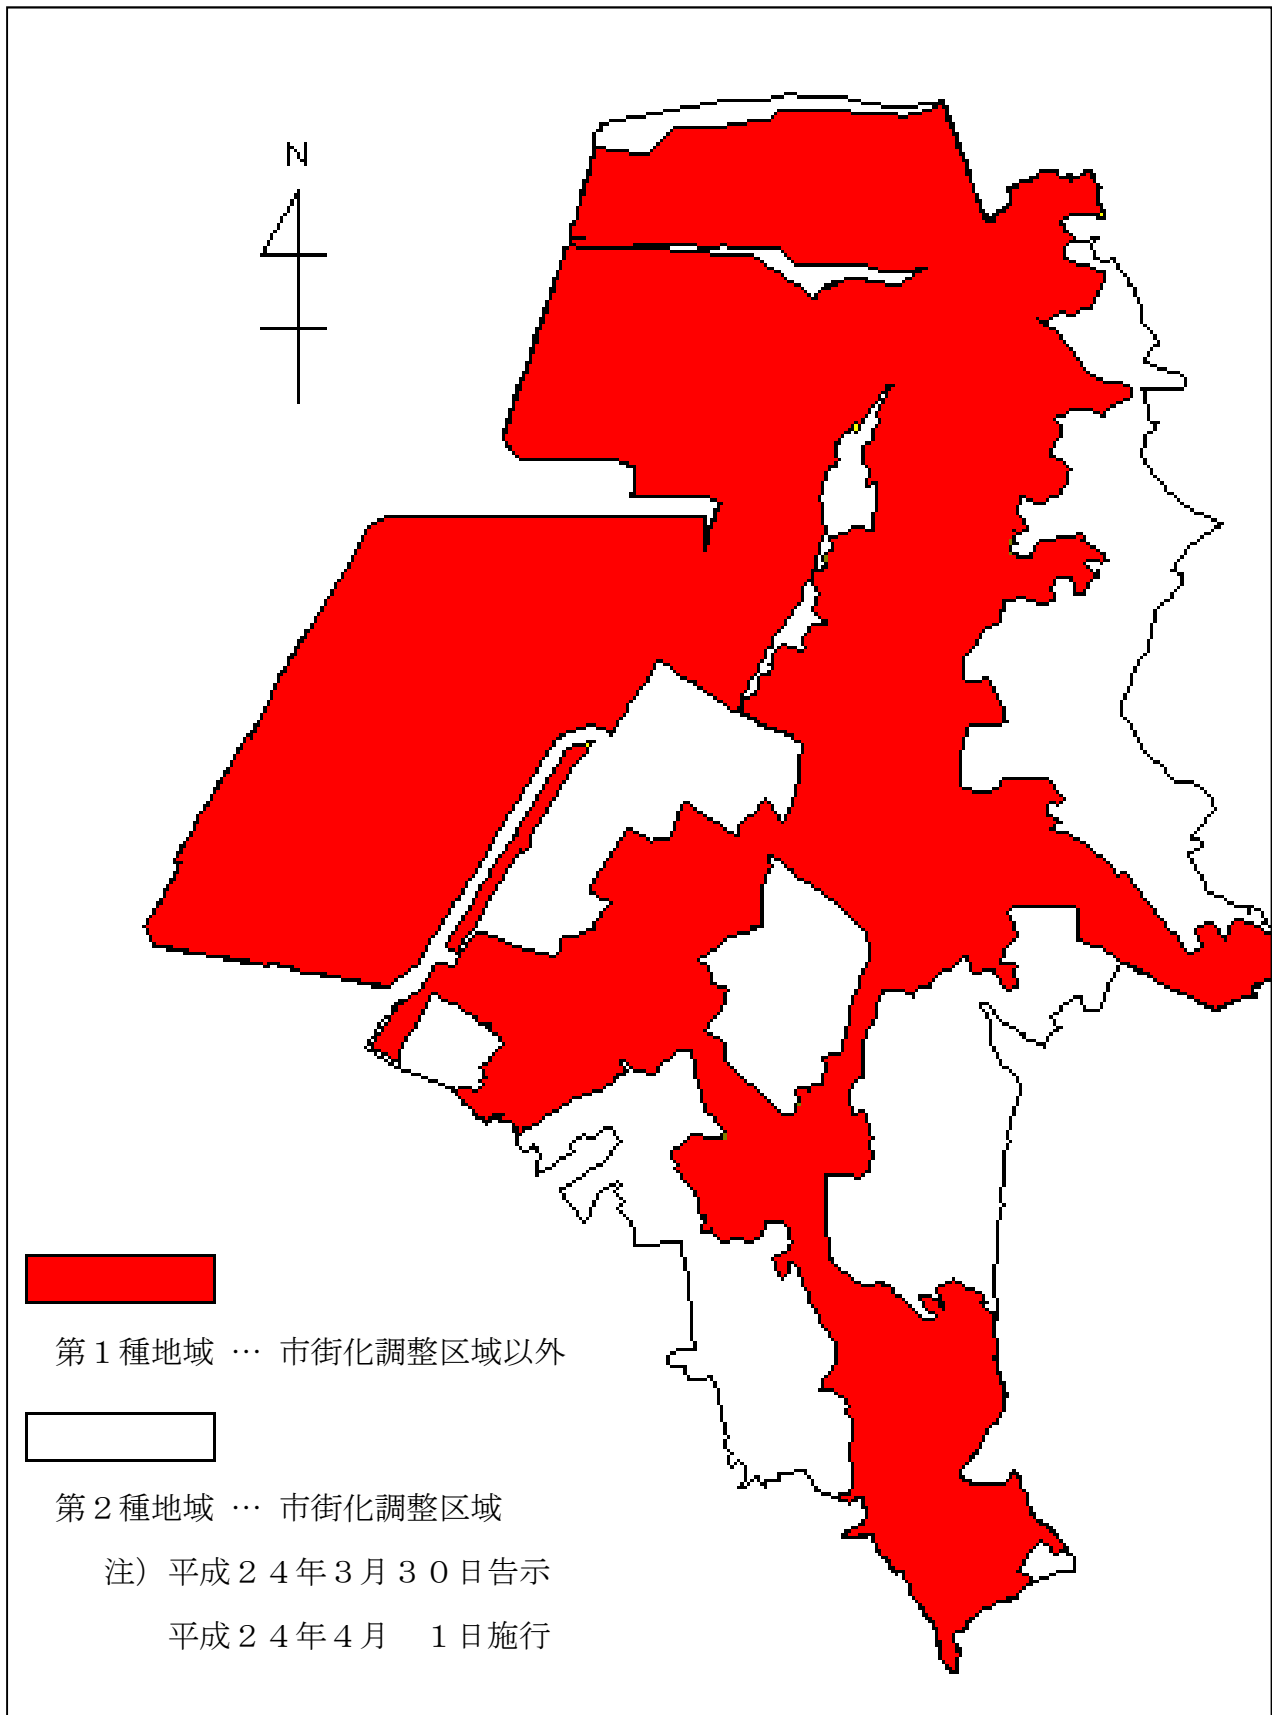 N
第１種地域 … 市街化調整区域以外
第２種地域 … 市街化調整区域
注）平成２４年３月３０日告示
平成２４年４月　１日施行